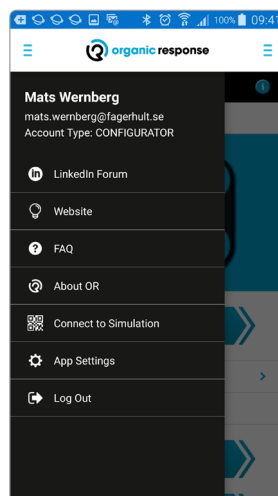 100% 09:41
organic response
Mats Wernberg
mats.wernberg@fagerhult.se
Account Type: CONFIGURATOR
LinkedIn Forum
Website
FAQ
About OR
Connect to Simulation
App Settings
Log Out